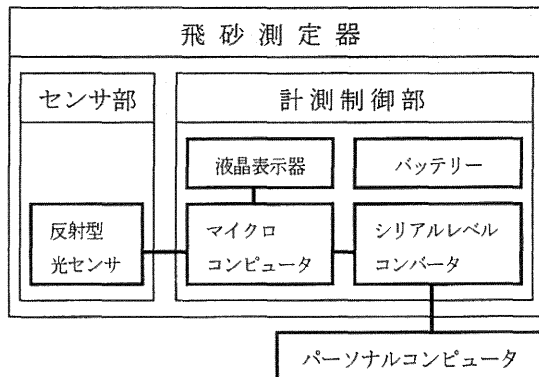 飛砂測定器
センサ部
計測制御部
液晶表示器
バッテリー
反射型
光センサ
マイクロ
コンピュータ
シリアルレベル
コンバータ
パーソナルコンピュータ